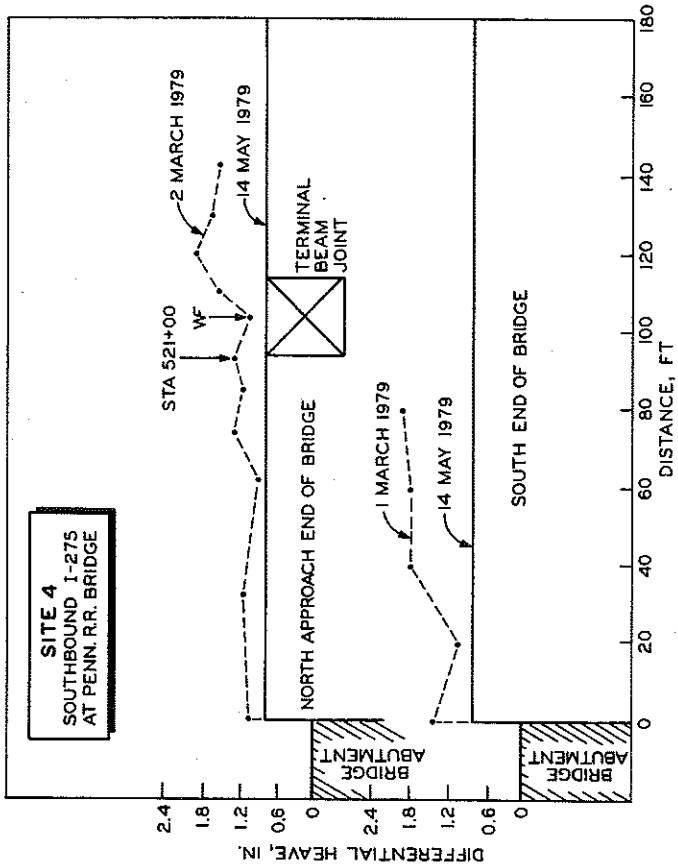 SITE 4
SOUTHBOUND I-275
AT PENN. R.R. BRIDGE
2 MARCH 1979
STA 521+00
WF
14 MAY 1979
TERMINAL
BEAM
JOINT
NORTH APPROACH END OF BRIDGE
BRIDGE
ABUTMENT
2.4
1.8
1.2
0.6
0
1 MARCH 1979
14 MAY 1979
SOUTH END OF BRIDGE
BRIDGE
ABUTMENT
2.4
1.8
1.2
0.6
0
DIFFERENTIAL HEAVE, IN.
0 20 40 60 80 100 120 140 160 180
DISTANCE, FT